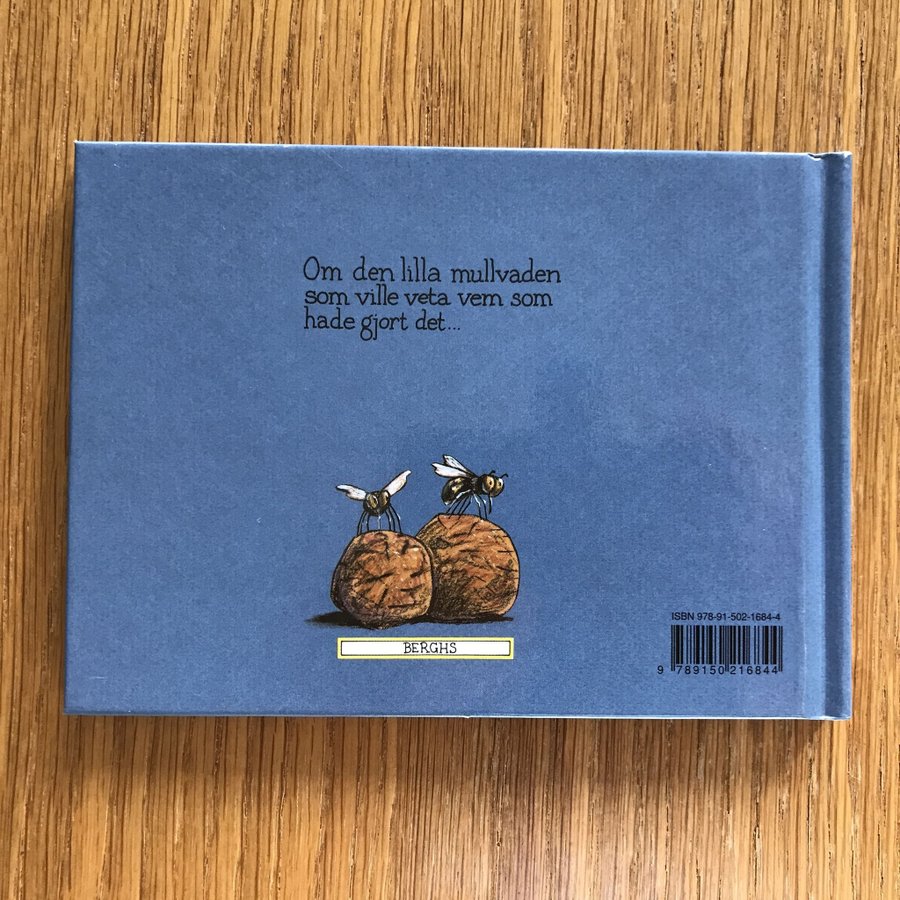 Om den lilla mullvaden
som ville veta vem som
hade gjort det...
BERGHS
ISBN 978-91-502-1684-4
9 789150 216844